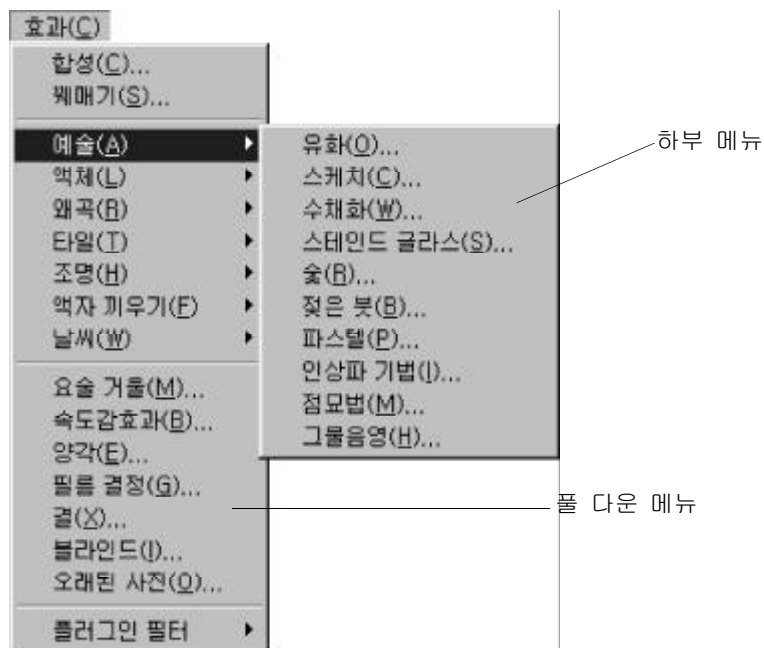 효과(C)
합성(C)...
꿰매기(S)...
예술(A)
액체(L)
왜곡(R)
타일(T)
조명(H)
액자 끼우기(F)
날씨(W)
요술 거울(M)...
속도감효과(B)...
양각(E)...
필름 결정(G)...
결(X)...
블라인드(I)...
오래된 사진(O)...
플러그인 필터
유화(O)...
스케치(C)...
수채화(W)...
스테인드 글라스(S)...
숯(R)...
젖은 붓(B)...
파스텔(P)...
인상파 기법(I)...
점묘법(M)...
그물음영(H)...
하부 메뉴
풀 다운 메뉴